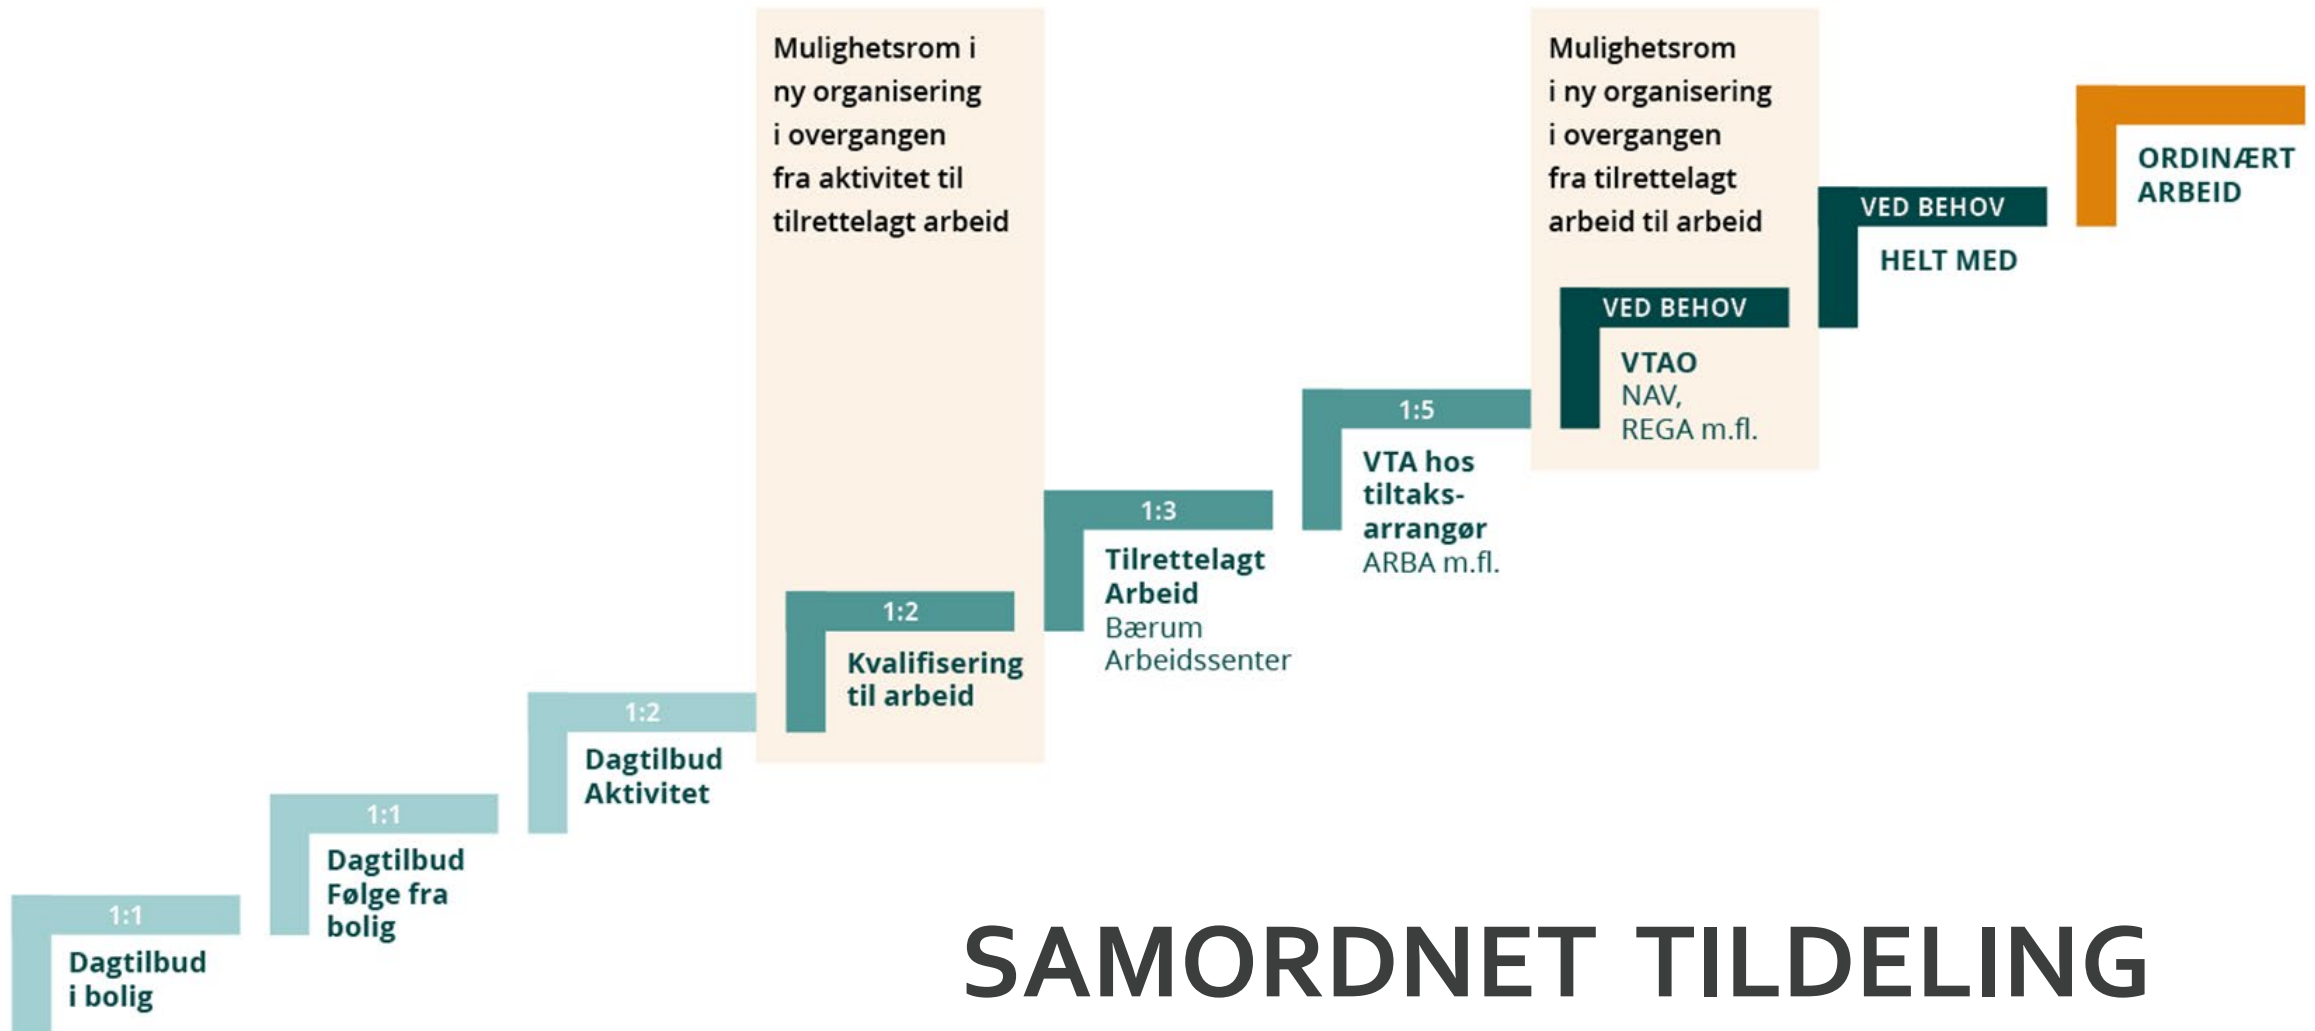 Mulighetsrom i
ny organisering
i overgangen
fra aktivitet til
tilrettelagt arbeid
Mulighetsrom
i ny organisering
i overgangen
fra tilrettelagt
arbeid til arbeid
ORDINÆRT
ARBEID
VED BEHOV
HELT MED
VED BEHOV
VTAO
NAV,
REGA m.fl.
1:5
VTA hos
tiltaks-
arrangør
ARBA m.fl.
1:3
Tilrettelagt
Arbeid
Bærum
Arbeidssenter
1:2
Kvalifisering
til arbeid
1:2
Dagtilbud
Aktivitet
1:1
Dagtilbud
Følge fra
bolig
1:1
Dagtilbud
i bolig
SAMORDNET TILDELING